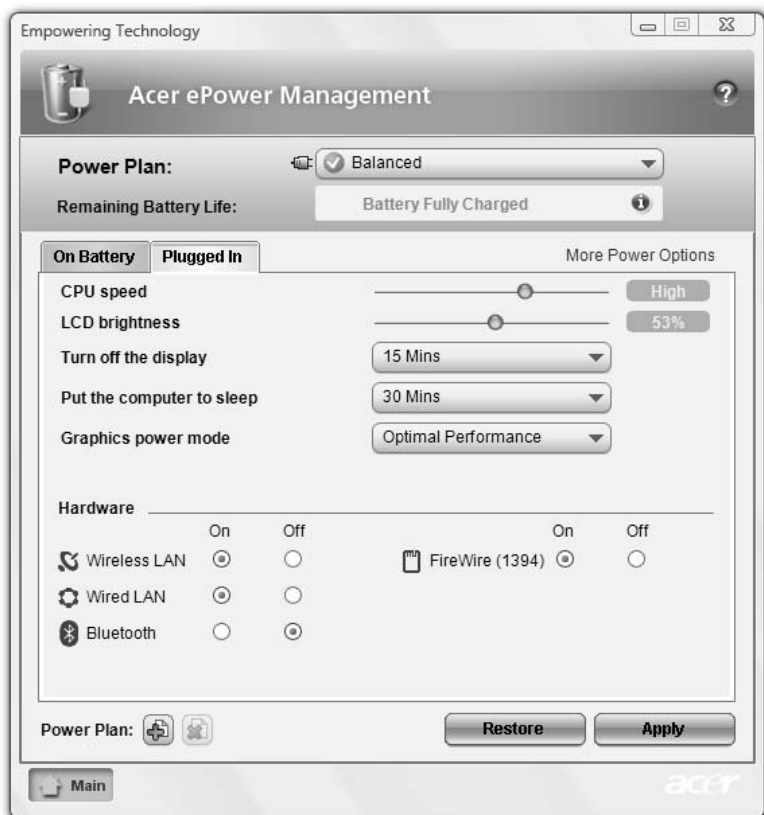 Empowering Technology
Acer ePower Management
Power Plan: Balanced
Remaining Battery Life: Battery Fully Charged
On Battery Plugged In More Power Options
CPU speed High
LCD brightness 53%
Turn off the display 15 Mins
Put the computer to sleep 30 Mins
Graphics power mode Optimal Performance
Hardware
On Off On Off
Wireless LAN FireWire (1394)
Wired LAN
Bluetooth
Power Plan: Restore Apply
Main acer